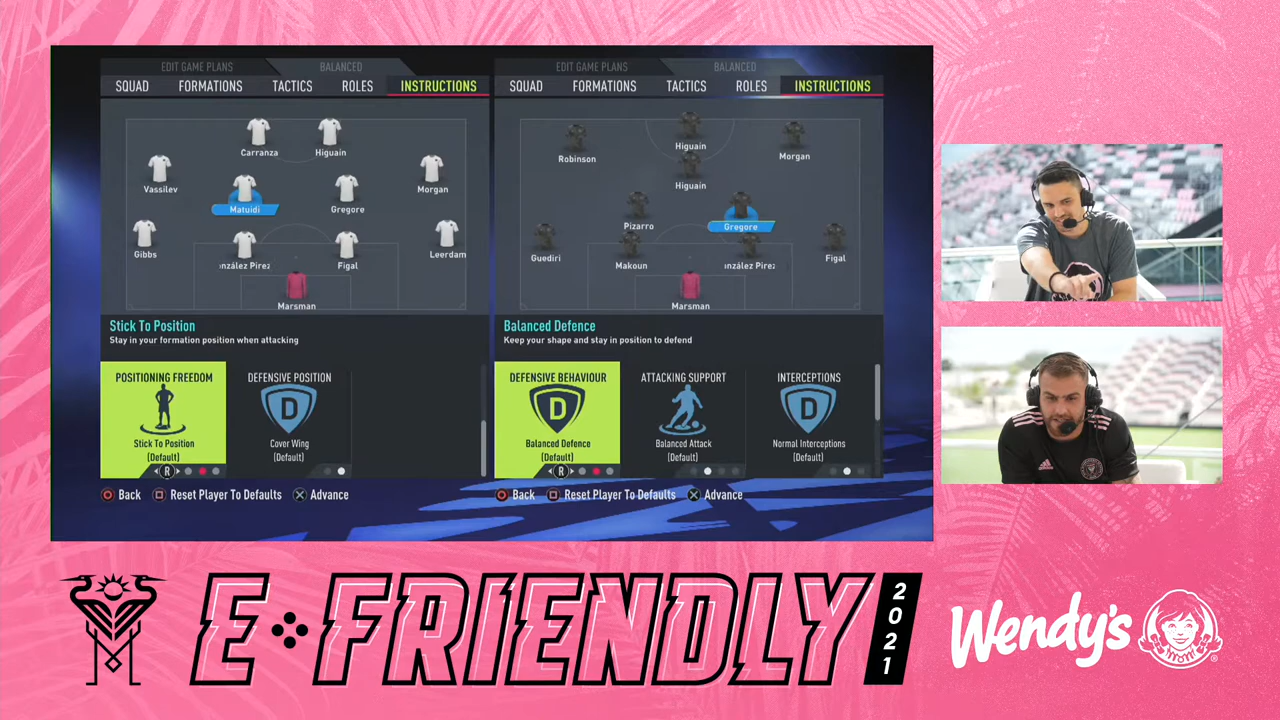 EDIT GAME PLANS BALANCED
SQUAD FORMATIONS TACTICS ROLES INSTRUCTIONS
Carranza Higuain
Vassilev Morgan
Matuidi Gregore
Gibbs Leerdam
nzález Pirez Figal
Marsman
Stick To Position
Stay in your formation position when attacking
POSITIONING FREEDOM DEFENSIVE POSITION
D
Stick To Position Cover Wing
(Default) (Default)
R
Back Reset Player To Defaults Advance
EDIT GAME PLANS BALANCED
SQUAD FORMATIONS TACTICS ROLES INSTRUCTIONS
Robinson Higuain Morgan
Higuain
Pizarro Gregore
Guediri Makoun nzález Pirez Figal
Marsman
Balanced Defence
Keep your shape and stay in position to defend
DEFENSIVE BEHAVIOUR ATTACKING SUPPORT INTERCEPTIONS
D D
Balanced Defence Balanced Attack Normal Interceptions
(Default) (Default) (Default)
R
Back Reset Player To Defaults Advance
E FRIENDLY 2021
Wendy's